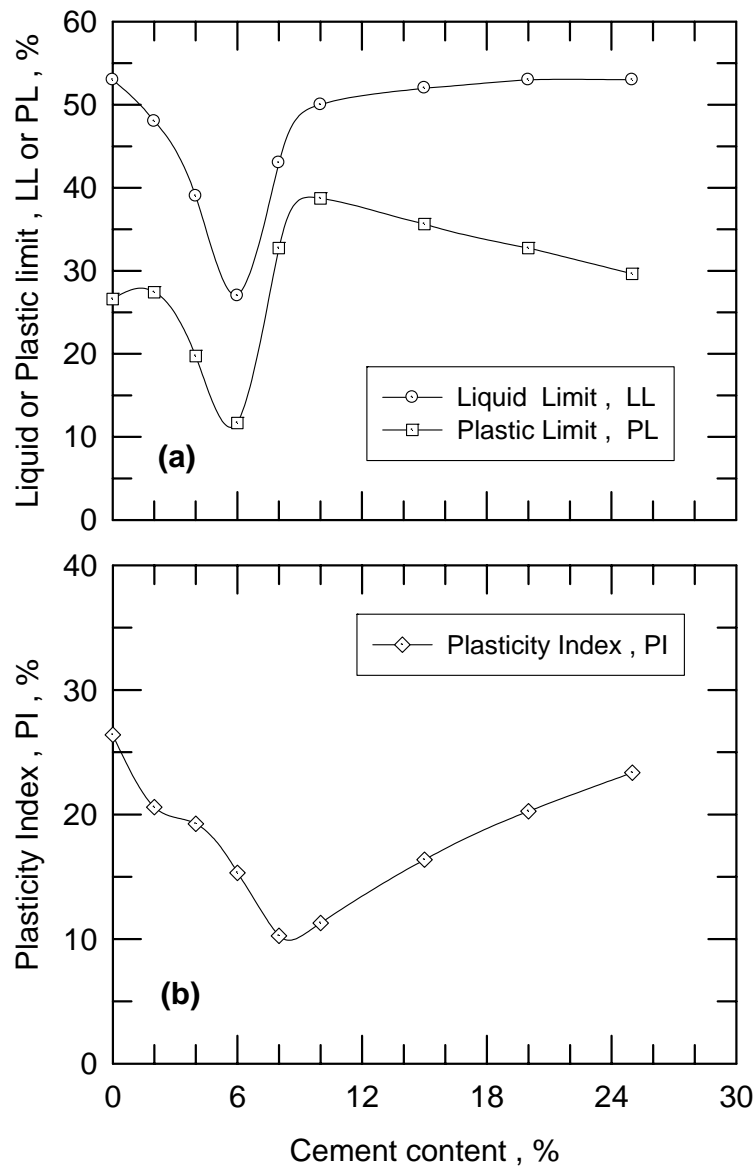 60
50
40
30
20
10
0
Liquid or Plastic limit , LL or PL , %
Liquid Limit , LL
Plastic Limit , PL
(a)
40
30
20
10
0
Plasticity Index , PI , %
Plasticity Index , PI
(b)
0 6 12 18 24 30
Cement content , %